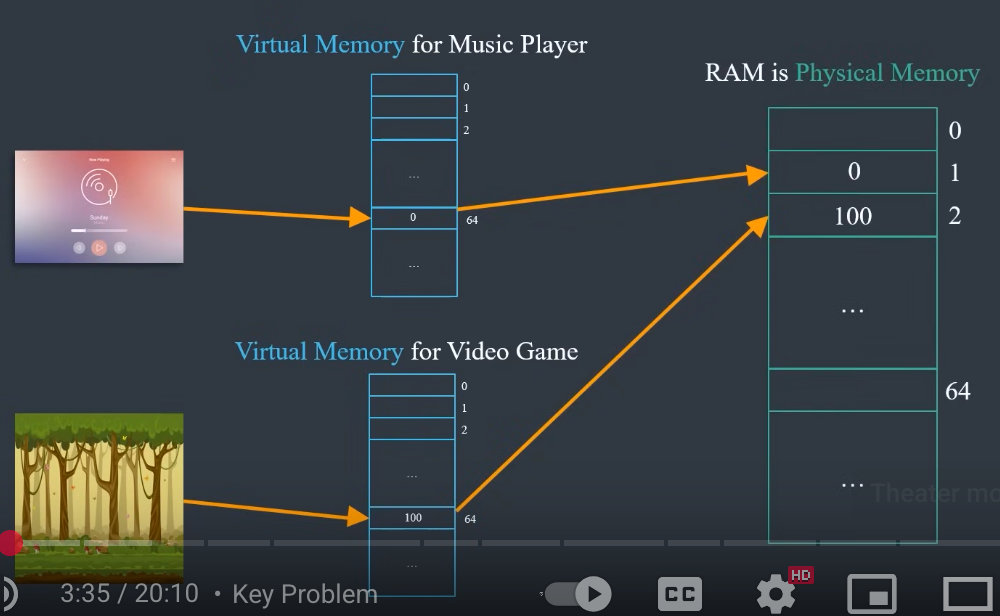 Virtual Memory for Music Player
RAM is Physical Memory
0
1
2
...
0
64
...
0
0
1
100
2
...
64
...
Sunday
Virtual Memory for Video Game
0
1
2
...
100
64
...
Theater mo
3:35 / 20:10 • Key Problem
CC
HD